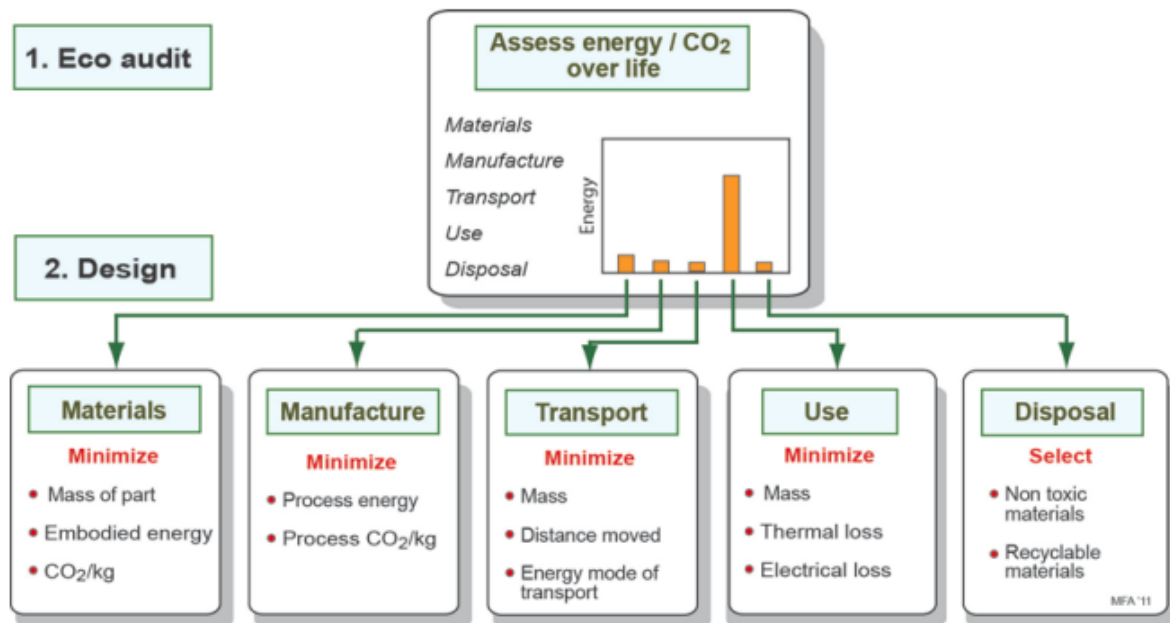 1. Eco audit
Assess energy / CO₂
over life
Materials
Manufacture
Transport
Use
Disposal
Energy
2. Design
Materials
Minimize
• Mass of part
• Embodied energy
• CO₂/kg
Manufacture
Minimize
• Process energy
• Process CO₂/kg
Transport
Minimize
• Mass
• Distance moved
• Energy mode of
transport
Use
Minimize
• Mass
• Thermal loss
• Electrical loss
Disposal
Select
• Non toxic
materials
• Recyclable
materials
MFA '11